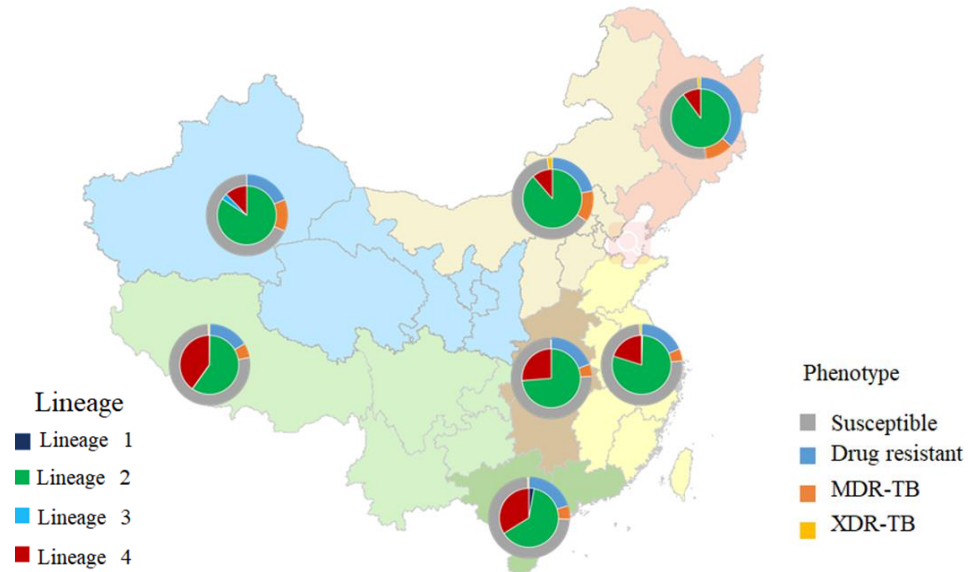 Lineage
Lineage 1
Lineage 2
Lineage 3
Lineage 4
Phenotype
Susceptible
Drug resistant
MDR-TB
XDR-TB